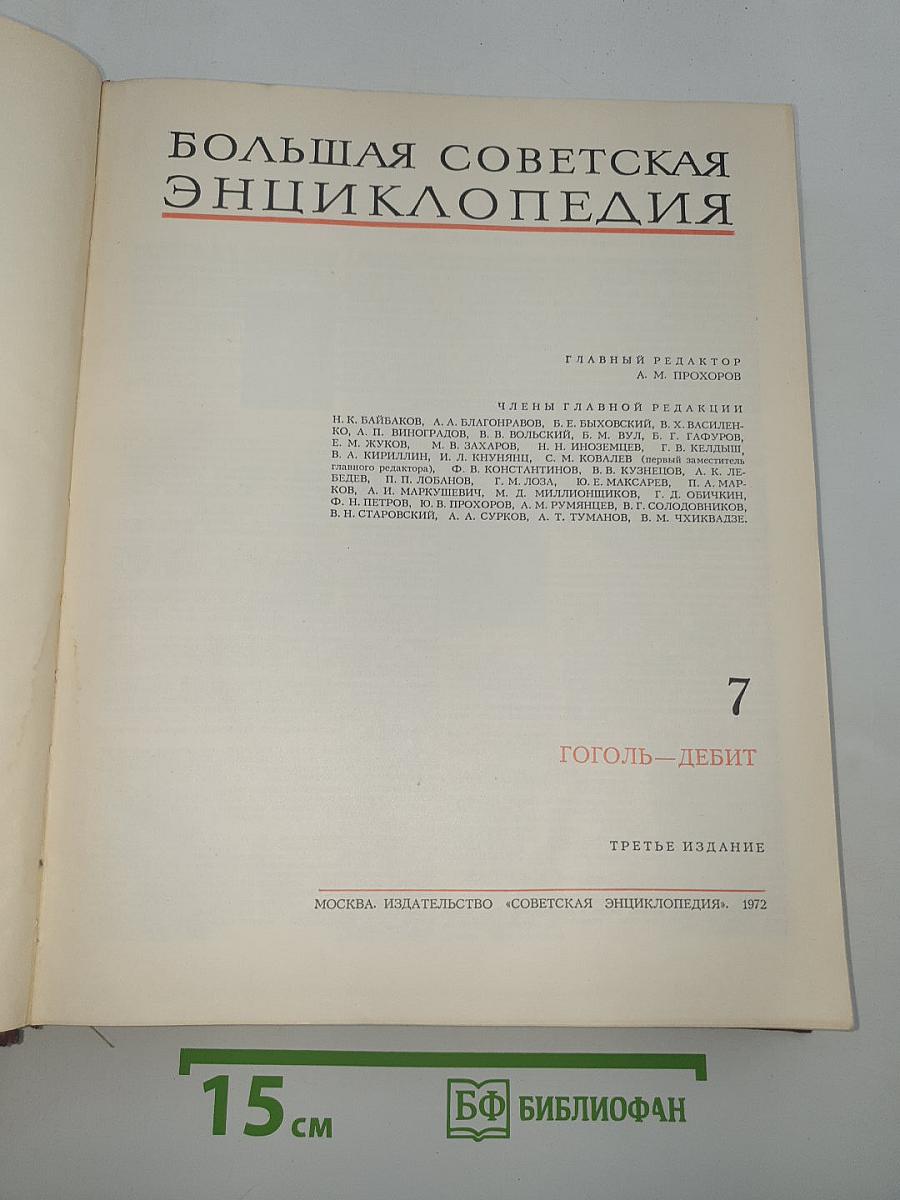 БОЛЬШАЯ СОВЕТСКАЯ
ЭНЦИКЛОПЕДИЯ
ГЛАВНЫЙ РЕДАКТОР
А. М. ПРОХОРОВ
ЧЛЕНЫ ГЛАВНОЙ РЕДАКЦИИ
Н. К. БАЙБАКОВ, А. А. БЛАГОНРАВОВ, Б. Е. БЫХОВСКИЙ, В. Х. ВАСИЛЕН-
КО, А. П. ВИНОГРАДОВ, В. В. ВОЛЬСКИЙ, Б. М. ВУЛ, Б. Г. ГАФУРОВ,
Е. М. ЖУКОВ, М. В. ЗАХАРОВ, Н. Н. ИНОЗЕМЦЕВ, Г. В. КЕЛДЫШ,
В. А. КИРИЛЛИН, И. Л. КНУНЯНЦ, С. М. КОВАЛЕВ (первый заместитель
главного редактора), Ф. В. КОНСТАНТИНОВ, В. В. КУЗНЕЦОВ, А. К. ЛЕ-
БЕДЕВ, П. П. ЛОБАНОВ, Г. М. ЛОЗА, Ю. Е. МАКСАРЕВ, П. А. МАР-
КОВ, А. И. МАРКУШЕВИЧ, М. Д. МИЛЛИОНЩИКОВ, Г. Д. ОБИЧКИН,
Ф. Н. ПЕТРОВ, Ю. В. ПРОХОРОВ, А. М. РУМЯНЦЕВ, В. Г. СОЛОДОВНИКОВ,
В. Н. СТАРОВСКИЙ, А. А. СУРКОВ, А. Т. ТУМАНОВ, В. М. ЧХИКВАДЗЕ.
7
ГОГОЛЬ—ДЕБИТ
ТРЕТЬЕ ИЗДАНИЕ
МОСКВА. ИЗДАТЕЛЬСТВО «СОВЕТСКАЯ ЭНЦИКЛОПЕДИЯ». 1972
15 см
БФ БИБЛИОФАН